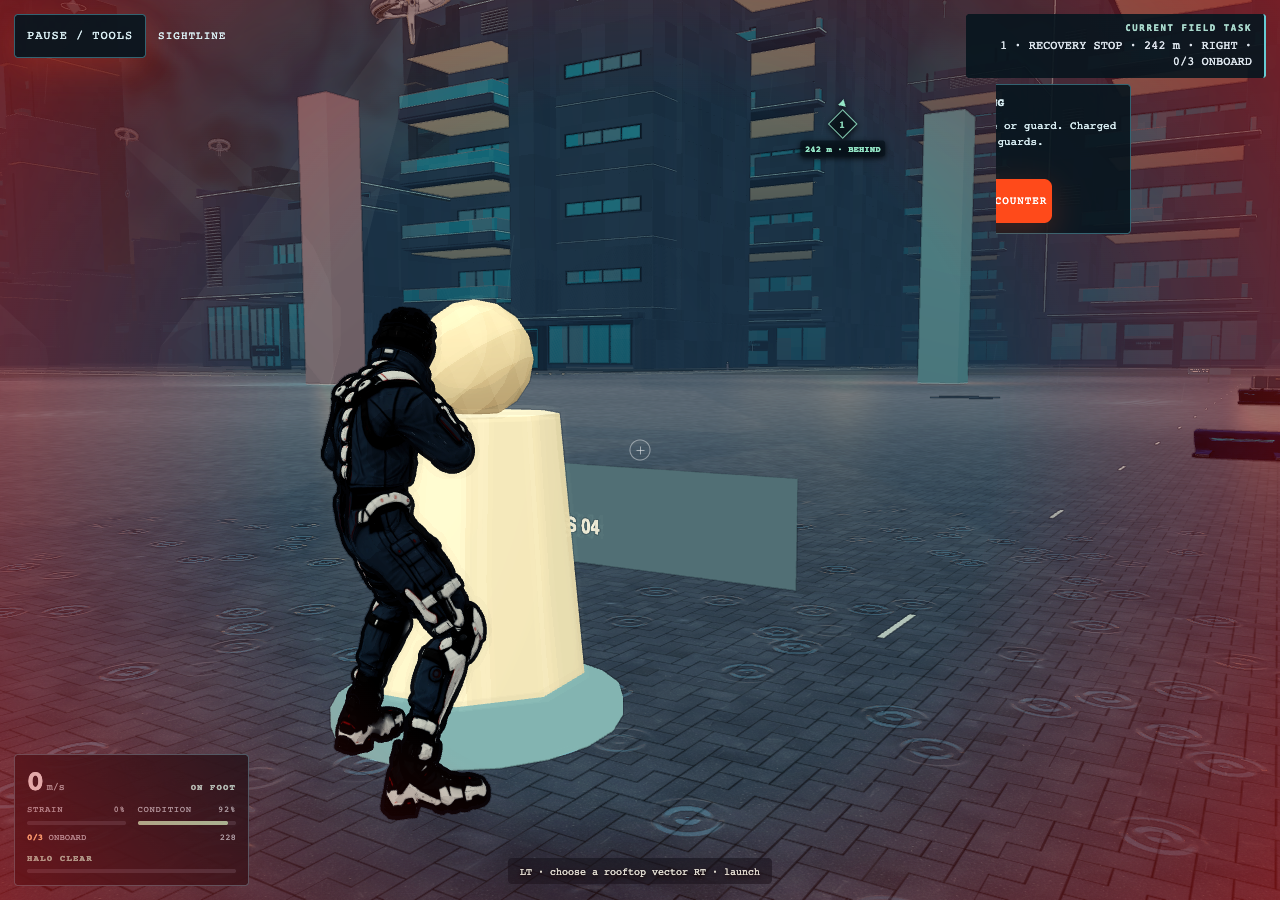 PAUSE / TOOLS
SIGHTLINE
CURRENT FIELD TASK
1 · RECOVERY STOP · 242 m · RIGHT ·
0/3 ONBOARD
or guard. Charged
guards.
COUNTER
1
242 m · BEHIND
S 04
0 m/s
ON FOOT
STRAIN 0% CONDITION 92%
0/3 ONBOARD 228
HALO CLEAR
LT · choose a rooftop vector RT · launch